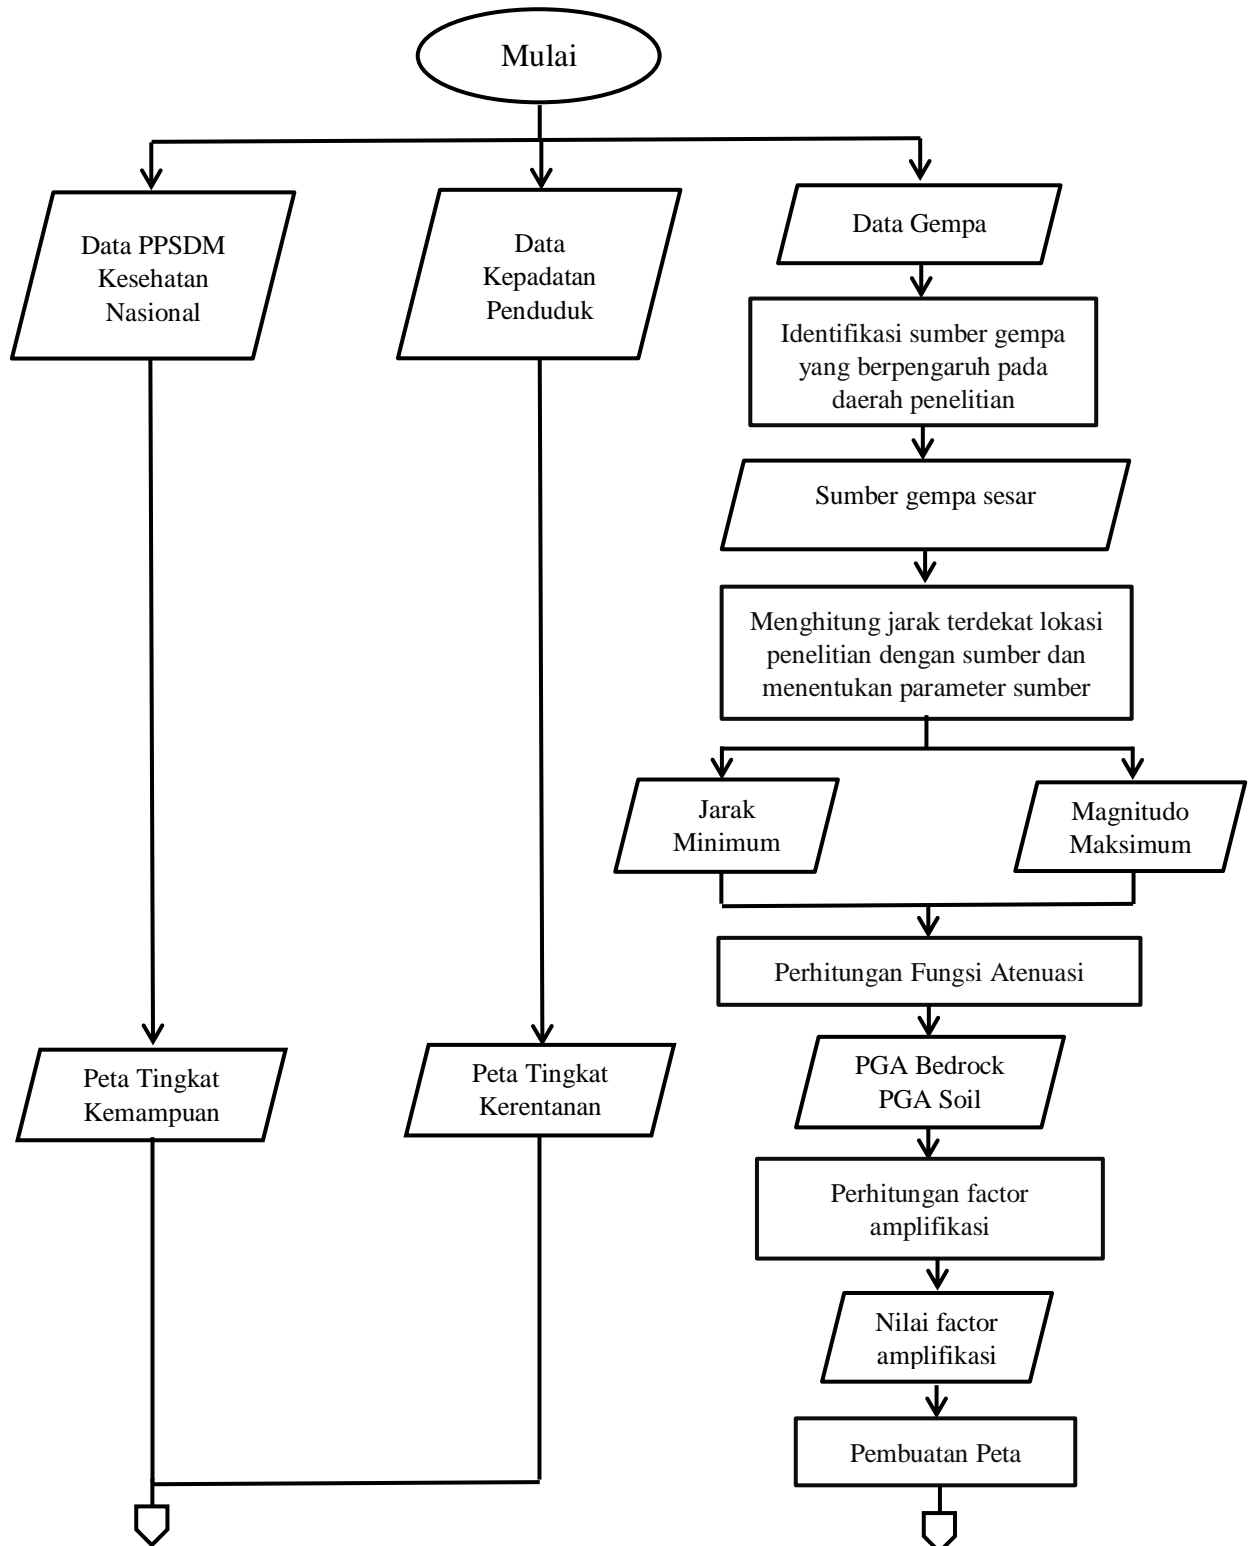 Mulai
Data PPSDM
Kesehatan
Nasional
Data
Kepadatan
Penduduk
Data Gempa
Identifikasi sumber gempa
yang berpengaruh pada
daerah penelitian
Sumber gempa sesar
Menghitung jarak terdekat lokasi
penelitian dengan sumber dan
menentukan parameter sumber
Jarak
Minimum
Magnitudo
Maksimum
Perhitungan Fungsi Atenuasi
Peta Tingkat
Kemampuan
Peta Tingkat
Kerentanan
PGA Bedrock
PGA Soil
Perhitungan factor
amplifikasi
Nilai factor
amplifikasi
Pembuatan Peta